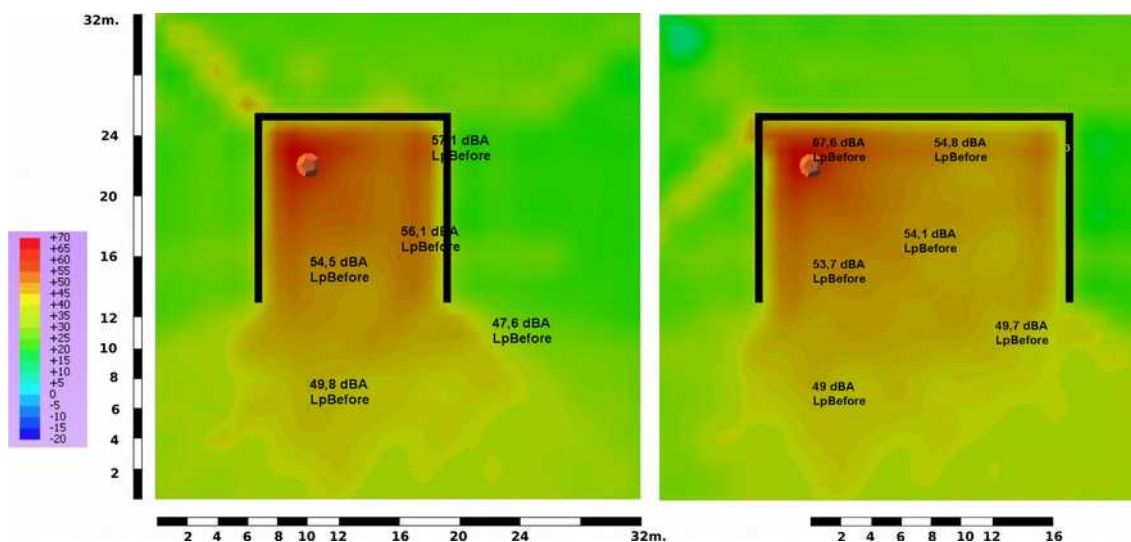 32m.
24
20
16
12
10
8
6
4
2
+70
+65
+60
+55
+50
+45
+40
+35
+30
+25
+20
+15
+10
+5
0
-5
-10
-15
-20
57,1 dBA
LpBefore
56,1 dBA
LpBefore
54,5 dBA
LpBefore
47,6 dBA
LpBefore
49,8 dBA
LpBefore
2 4 6 8 10 12 16 20 24 32m.
67,6 dBA
LpBefore
54,8 dBA
LpBefore
3
54,1 dBA
LpBefore
53,7 dBA
LpBefore
49,7 dBA
LpBefore
49 dBA
LpBefore
2 4 6 8 10 12 16